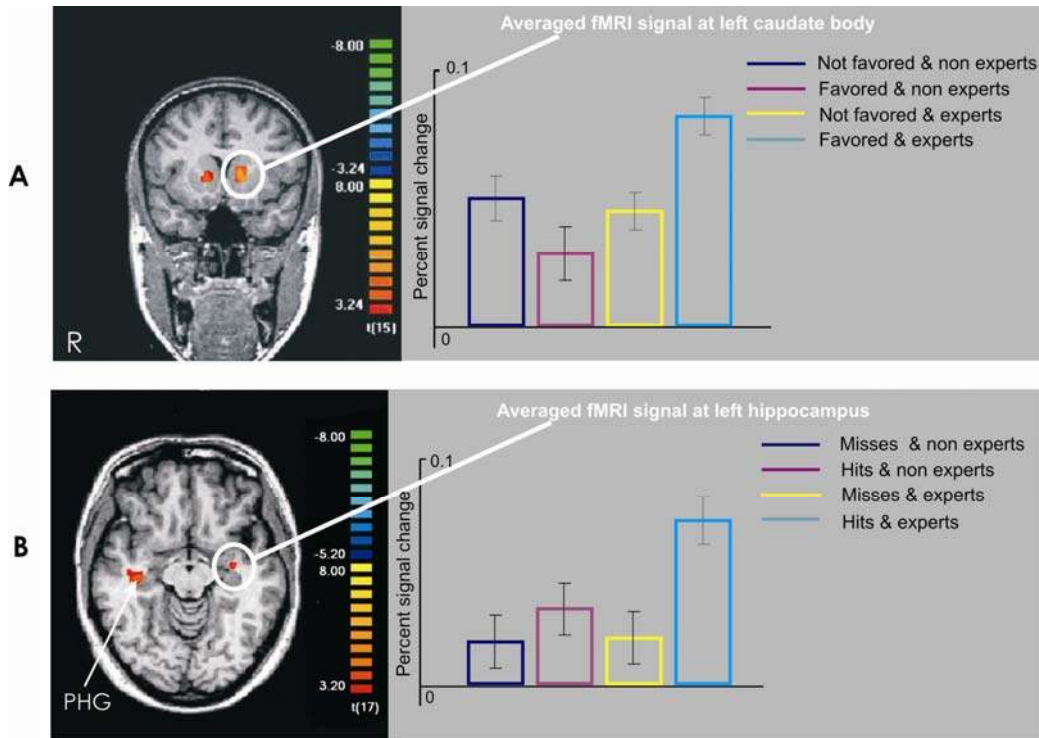 A
Averaged fMRI signal at left caudate body
-8.00
-3.24
8.00
3.24
t(15)
R
Percent signal change
0.1
0
Not favored & non experts
Favored & non experts
Not favored & experts
Favored & experts
B
Averaged fMRI signal at left hippocampus
-8.00
-5.20
8.00
3.20
t(17)
PHG
Percent signal change
0.1
0
Misses & non experts
Hits & non experts
Misses & experts
Hits & experts